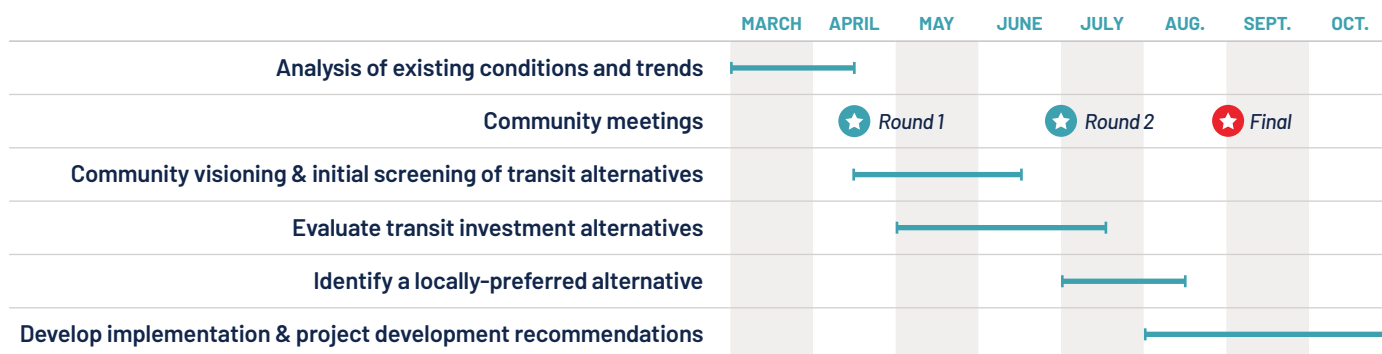 MARCH APRIL MAY JUNE JULY AUG. SEPT. OCT.
Analysis of existing conditions and trends
Community meetings Round 1 Round 2 Final
Community visioning & initial screening of transit alternatives
Evaluate transit investment alternatives
Identify a locally-preferred alternative
Develop implementation & project development recommendations